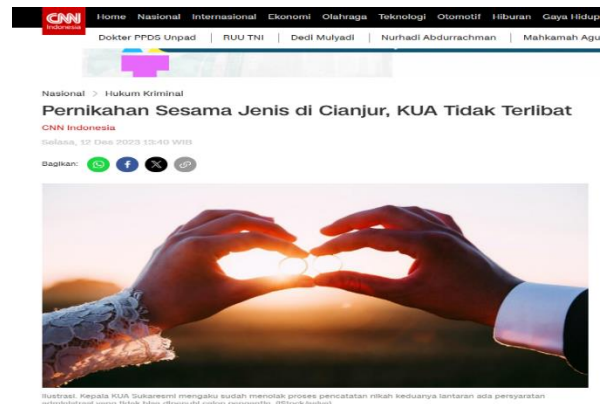 CNN
Indonesia
Home Nasional Internasional Ekonomi Olahraga Teknologi Otomotif Hiburan Gaya Hidup
Dokter PPDS Unpad | RUU TNI | Dedi Mulyadi | Nurhadi Abdurrachman | Mahkamah Agu
Nasional > Hukum Kriminal
Pernikahan Sesama Jenis di Cianjur, KUA Tidak Terlibat
CNN Indonesia
Selasa, 12 Des 2023 13:40 WIB
Bagikan:
Ilustrasi. Kepala KUA Sukaresmi mengaku sudah menolak proses pencatatan nikah keduanya lantaran ada persyaratan